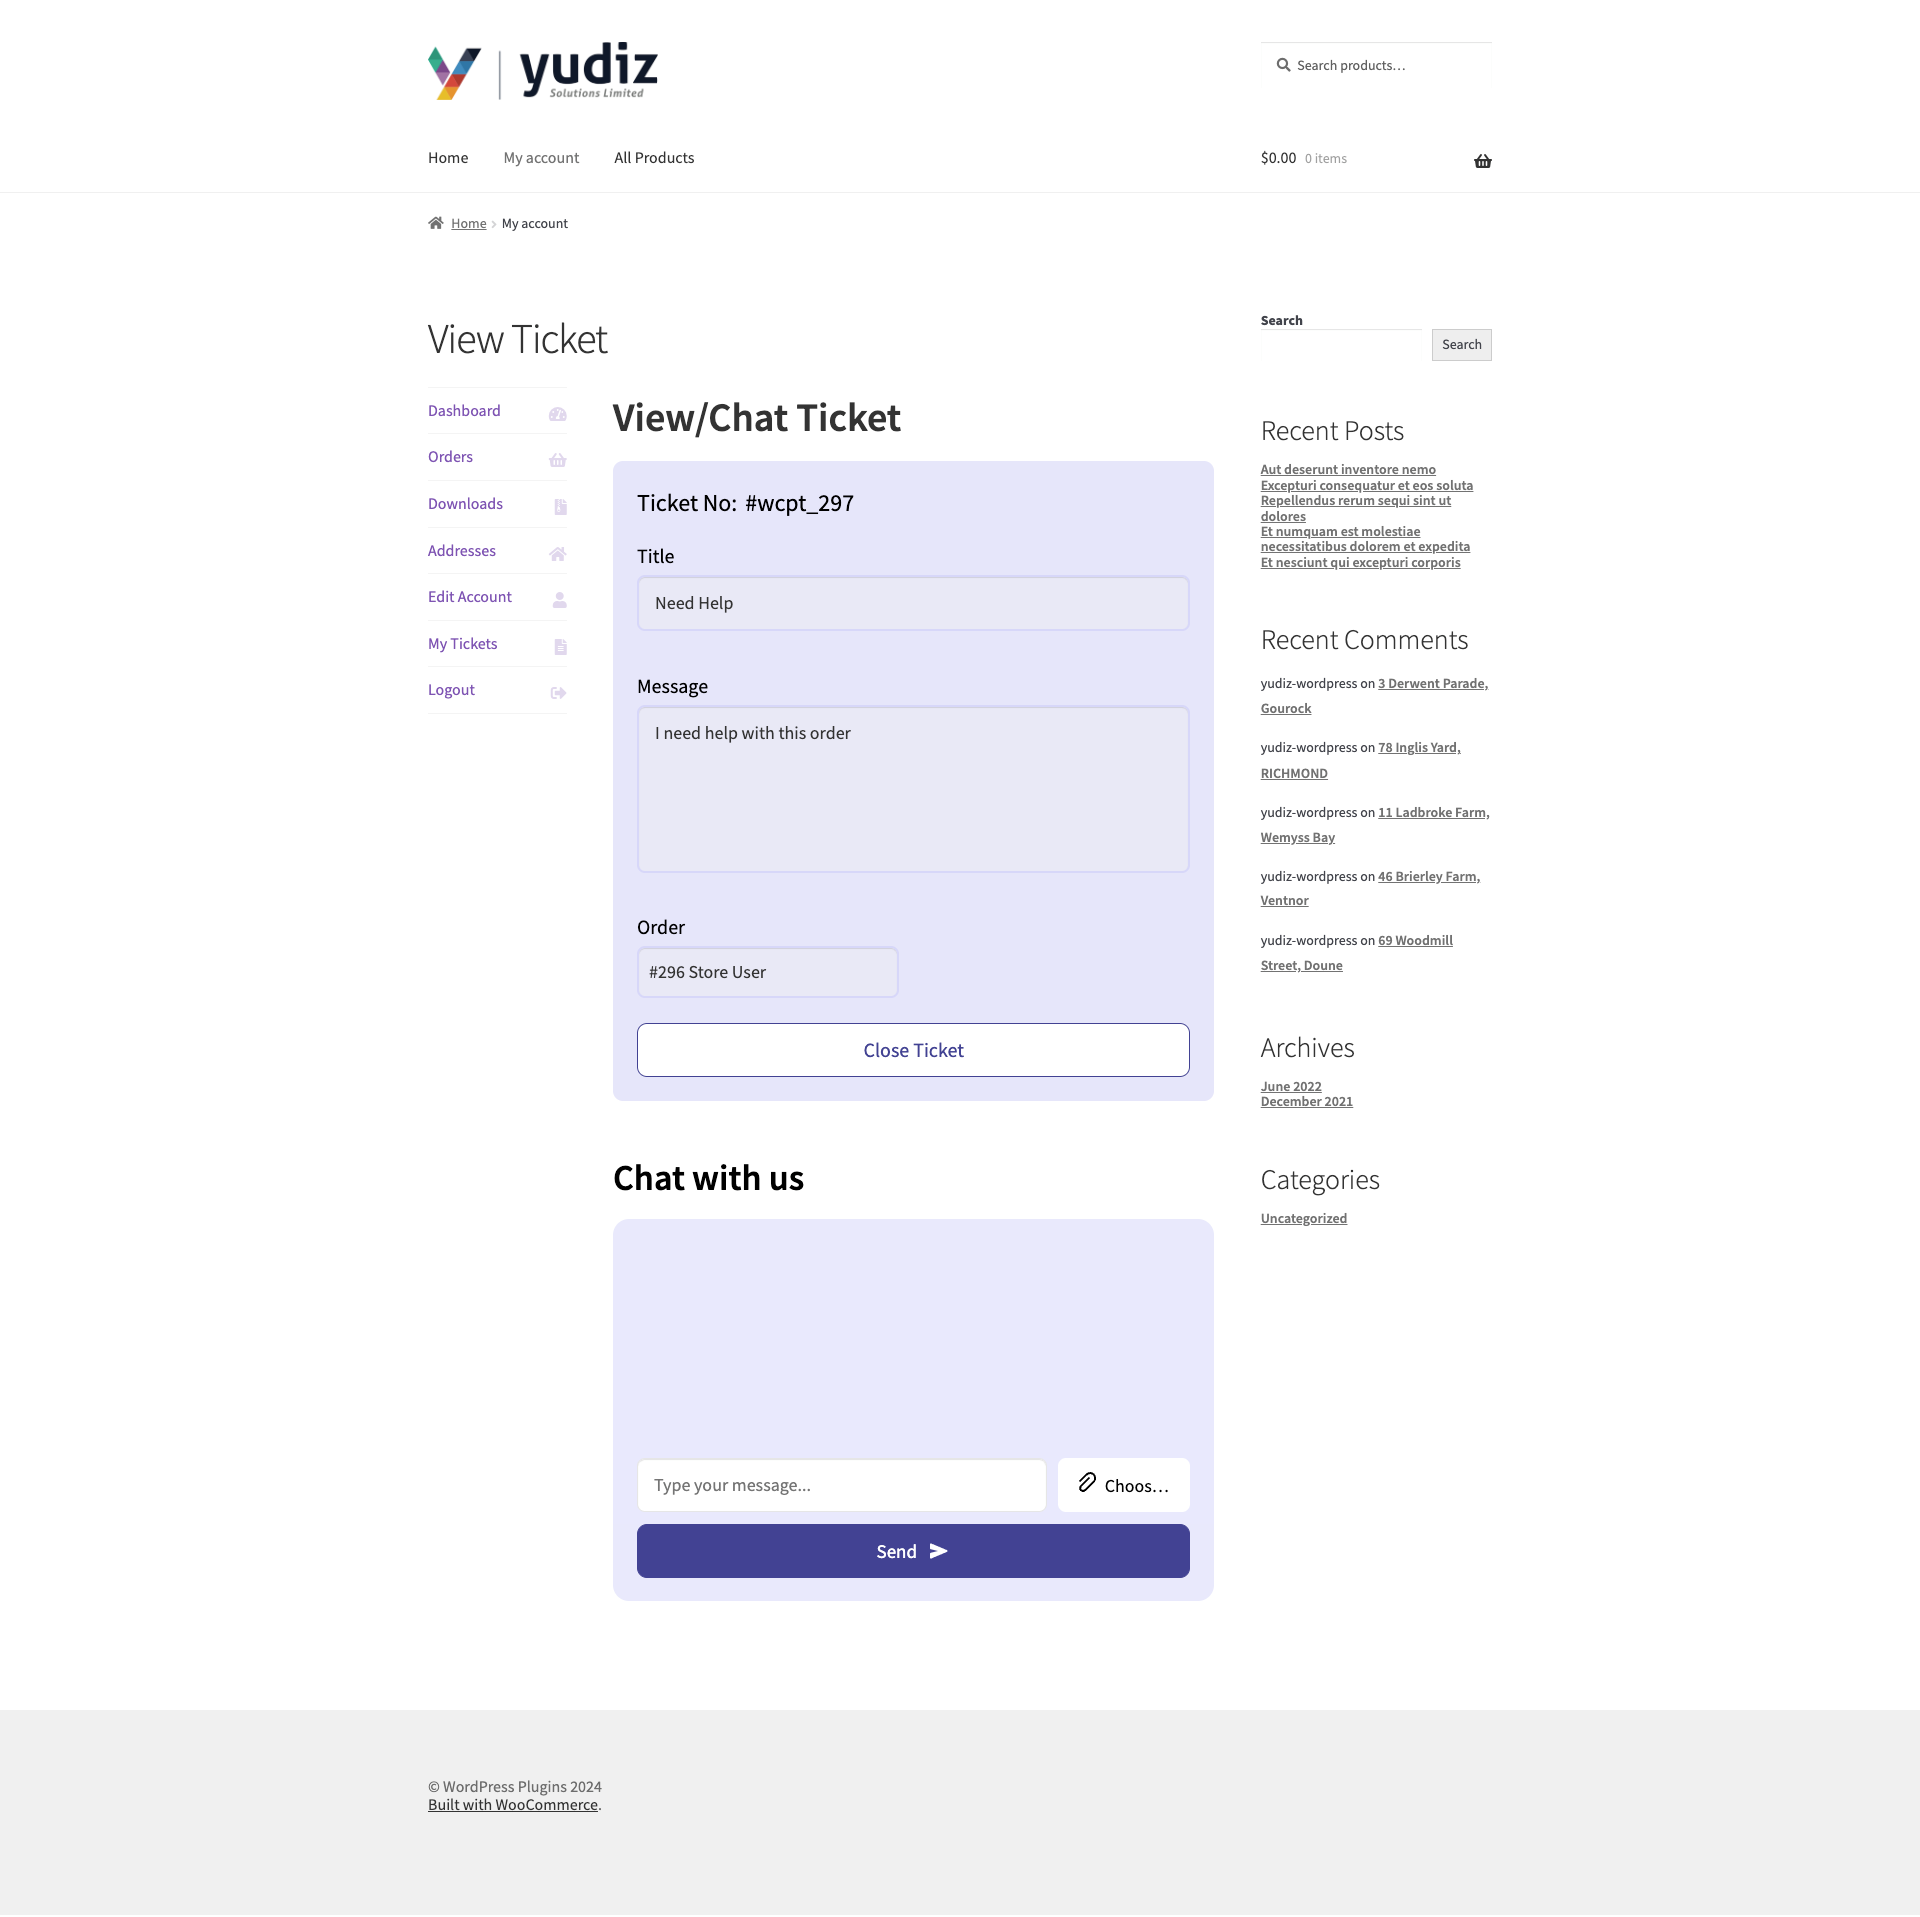 yudiz
Solutions Limited
Search products…
Home
My account
All Products
$0.00 0 items
Home
My account
View Ticket
Dashboard
Orders
Downloads
Addresses
Edit Account
My Tickets
Logout
View/Chat Ticket
Ticket No: #wcpt_297
Title
Need Help
Message
I need help with this order
Order
#296 Store User
Close Ticket
Chat with us
Type your message...
Choos...
Send
Search
Search
Recent Posts
Aut deserunt inventore nemo
Excepturi consequatur et eos soluta
Repellendus rerum sequi sint ut
dolores
Et numquam est molestiae
necessitatibus dolorem et expedita
Et nesciunt qui excepturi corporis
Recent Comments
yudiz-wordpress on 3 Derwent Parade,
Gourock
yudiz-wordpress on 78 Inglis Yard,
RICHMOND
yudiz-wordpress on 11 Ladbroke Farm,
Wemyss Bay
yudiz-wordpress on 46 Brierley Farm,
Ventnor
yudiz-wordpress on 69 Woodmill
Street, Doune
Archives
June 2022
December 2021
Categories
Uncategorized
© WordPress Plugins 2024
Built with WooCommerce.